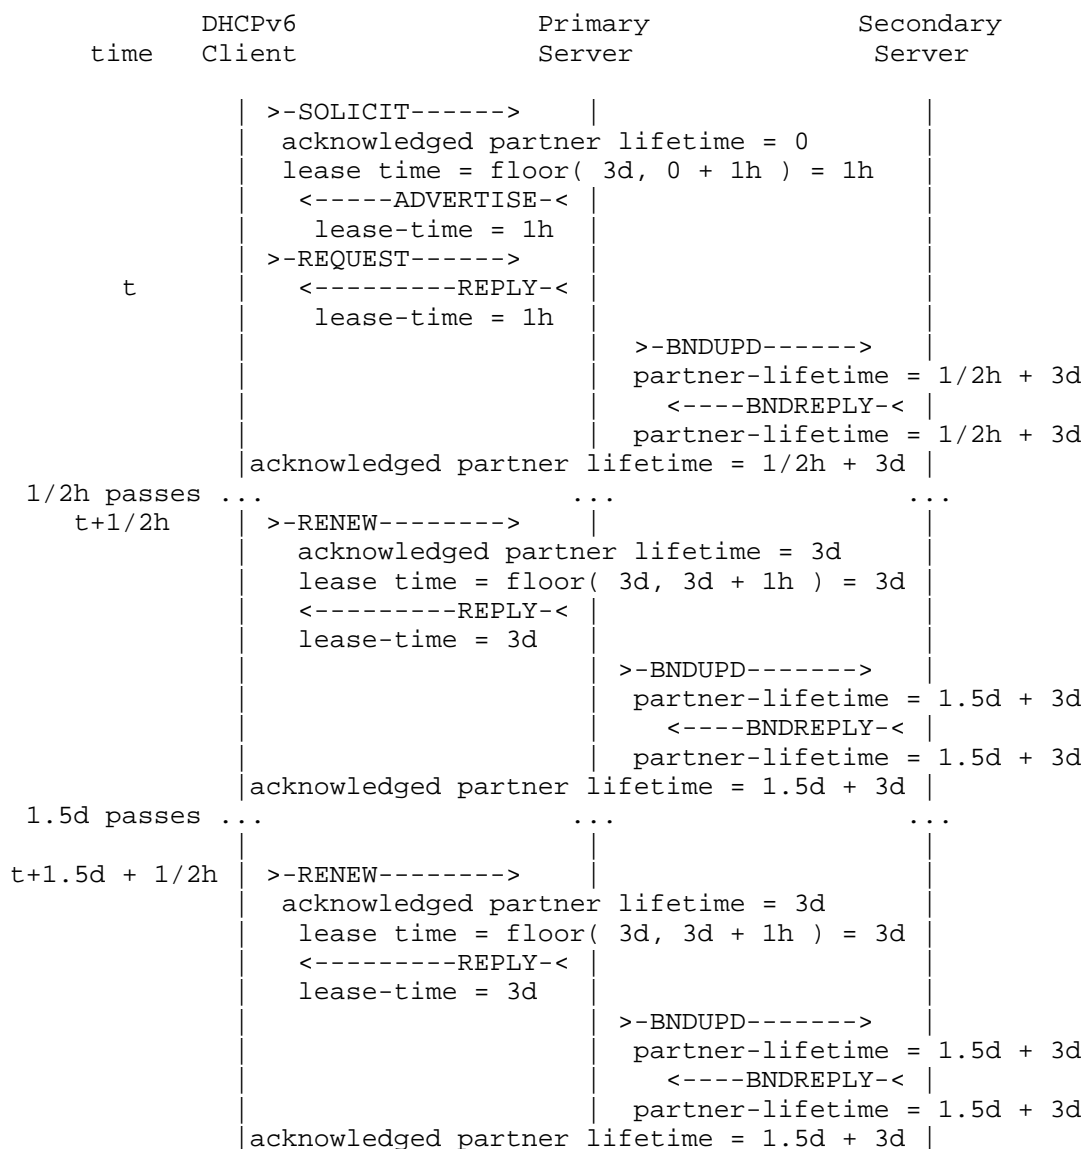 DHCPv6               Primary               Secondary
     time   Client               Server                 Server

               | >-SOLICIT------>    |                     |
               |  acknowledged partner lifetime = 0        |
               |  lease time = floor( 3d, 0 + 1h ) = 1h    |
               |   <-----ADVERTISE-< |                     |
               |    lease-time = 1h  |                     |
               | >-REQUEST------>    |                     |
       t       |   <---------REPLY-< |                     |
               |    lease-time = 1h  |                     |
               |                     |   >-BNDUPD------>   |
               |                     |  partner-lifetime = 1/2h + 3d
               |                     |    <----BNDREPLY-<  |
               |                     |  partner-lifetime = 1/2h + 3d
               |acknowledged partner lifetime = 1/2h + 3d  |
 1/2h passes ...                    ...                   ...
    t+1/2h     | >-RENEW-------->    |                     |
               |   acknowledged partner lifetime = 3d      |
               |   lease time = floor( 3d, 3d + 1h ) = 3d  |
               |   <---------REPLY-< |                     |
               |   lease-time = 3d   |                     |
               |                     | >-BNDUPD------->    |
               |                     |  partner-lifetime = 1.5d + 3d
               |                     |    <----BNDREPLY-<  |
               |                     |  partner-lifetime = 1.5d + 3d
               |acknowledged partner lifetime = 1.5d + 3d  |
 1.5d passes ...                    ...                   ...
               |                     |                     |
t+1.5d + 1/2h  | >-RENEW-------->    |                     |
               |  acknowledged partner lifetime = 3d       |
               |   lease time = floor( 3d, 3d + 1h ) = 3d  |
               |   <---------REPLY-< |                     |
               |   lease-time = 3d   |                     |
               |                     | >-BNDUPD------->    |
               |                     |  partner-lifetime = 1.5d + 3d
               |                     |    <----BNDREPLY-<  |
               |                     |  partner-lifetime = 1.5d + 3d
               |acknowledged partner lifetime = 1.5d + 3d  |